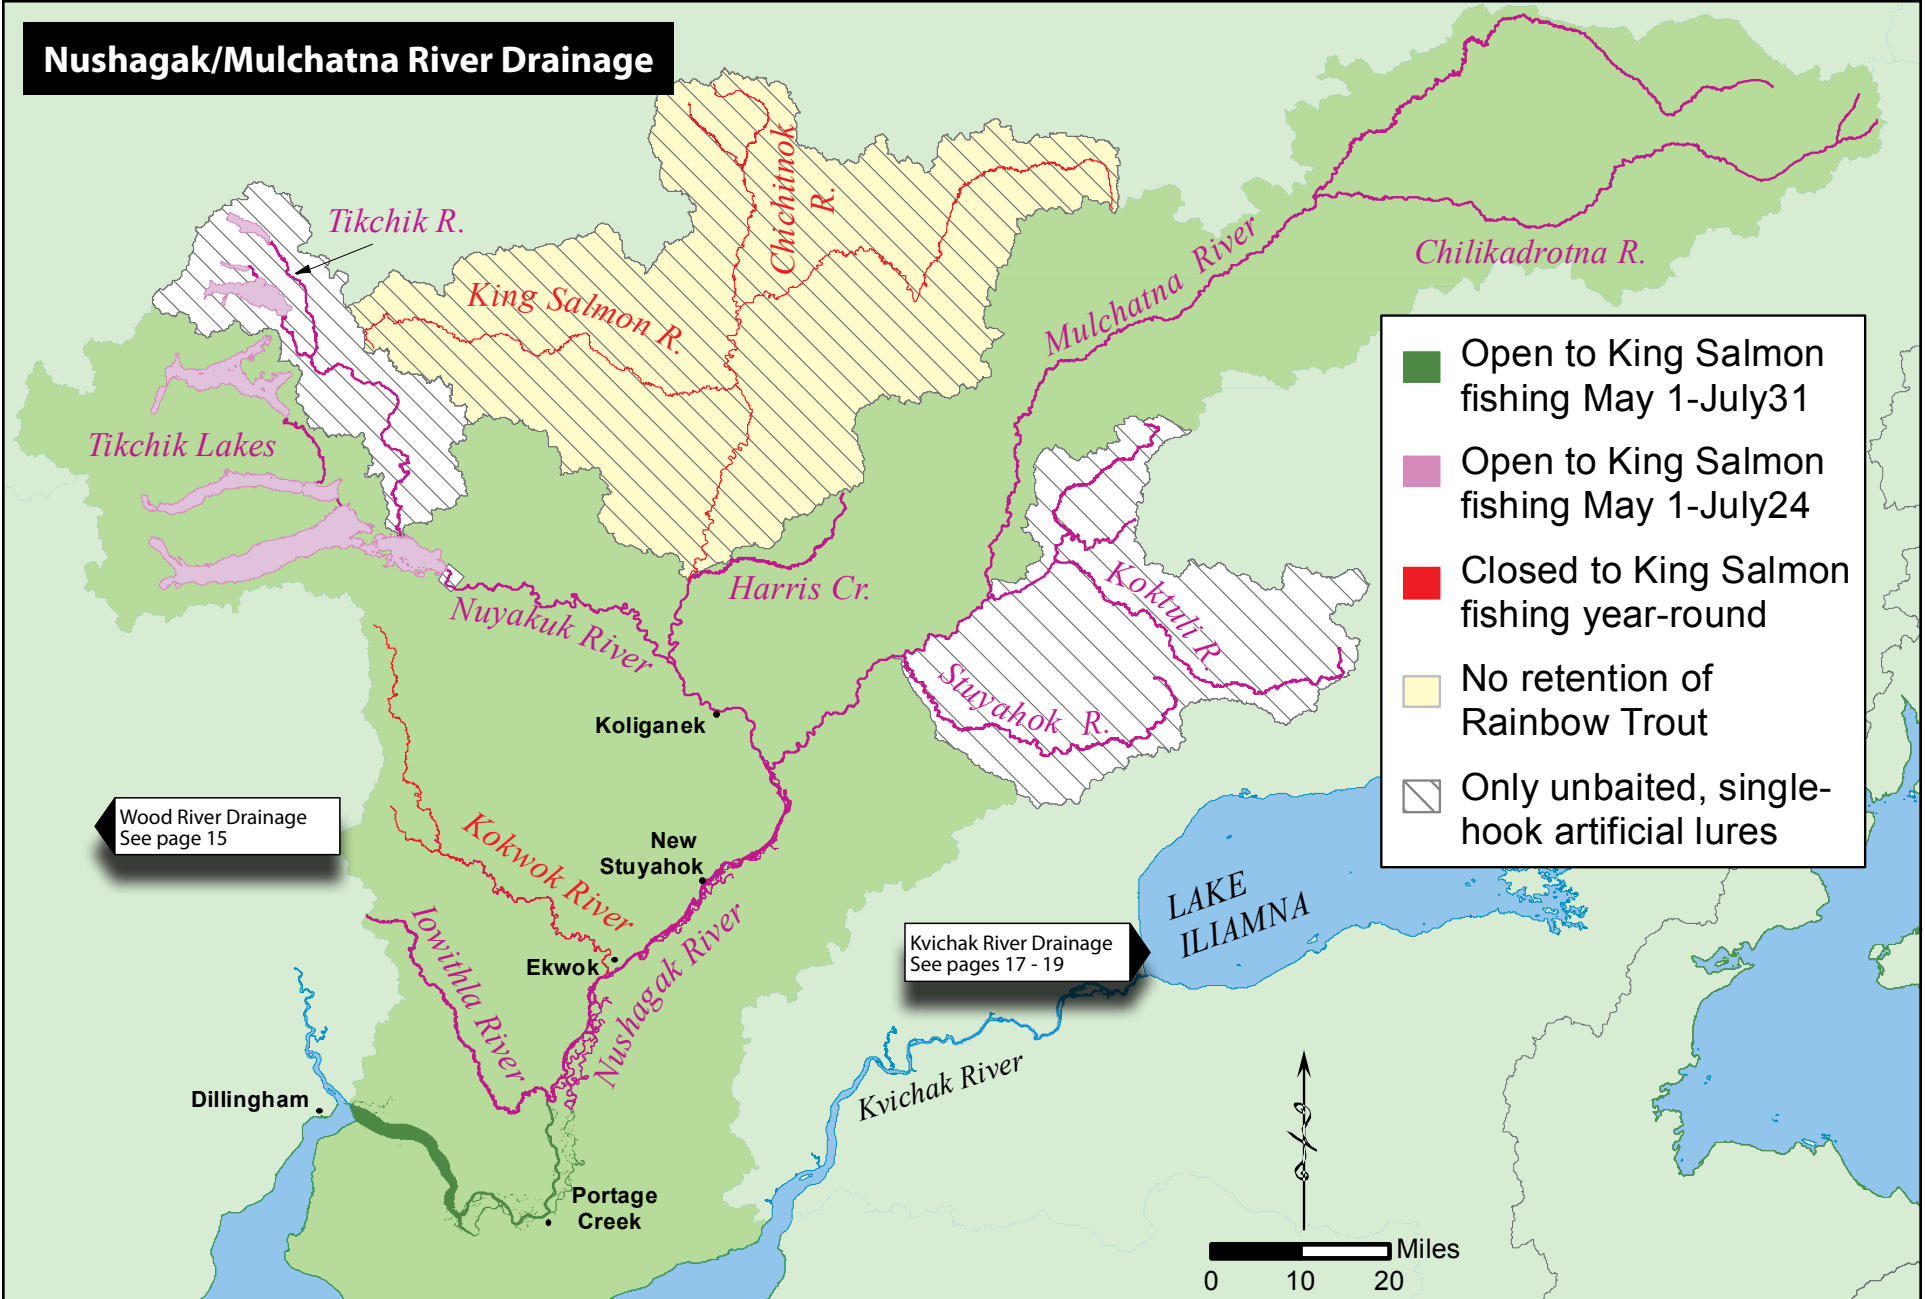 Nushagak/Mulchatna River Drainage
Tikchik R.
Chichitnok
R.
King Salmon R.
Mulchatna River
Chilikadrotna R.
Tikchik Lakes
Harris Cr.
Nuyakuk River
Koktuli R.
Stuyahok R.
Koliganek
Open to King Salmon
fishing May 1-July31
Open to King Salmon
fishing May 1-July24
Closed to King Salmon
fishing year-round
No retention of
Rainbow Trout
Only unbaited, single-
hook artificial lures
Wood River Drainage
See page 15
New
Stuyahok
Kokwok River
Iowithla River
Ekwok
Nushagak River
LAKE
ILIAMNA
Kvichak River Drainage
See pages 17 - 19
Kvichak River
Dillingham
Portage
Creek
Miles
0 10 20